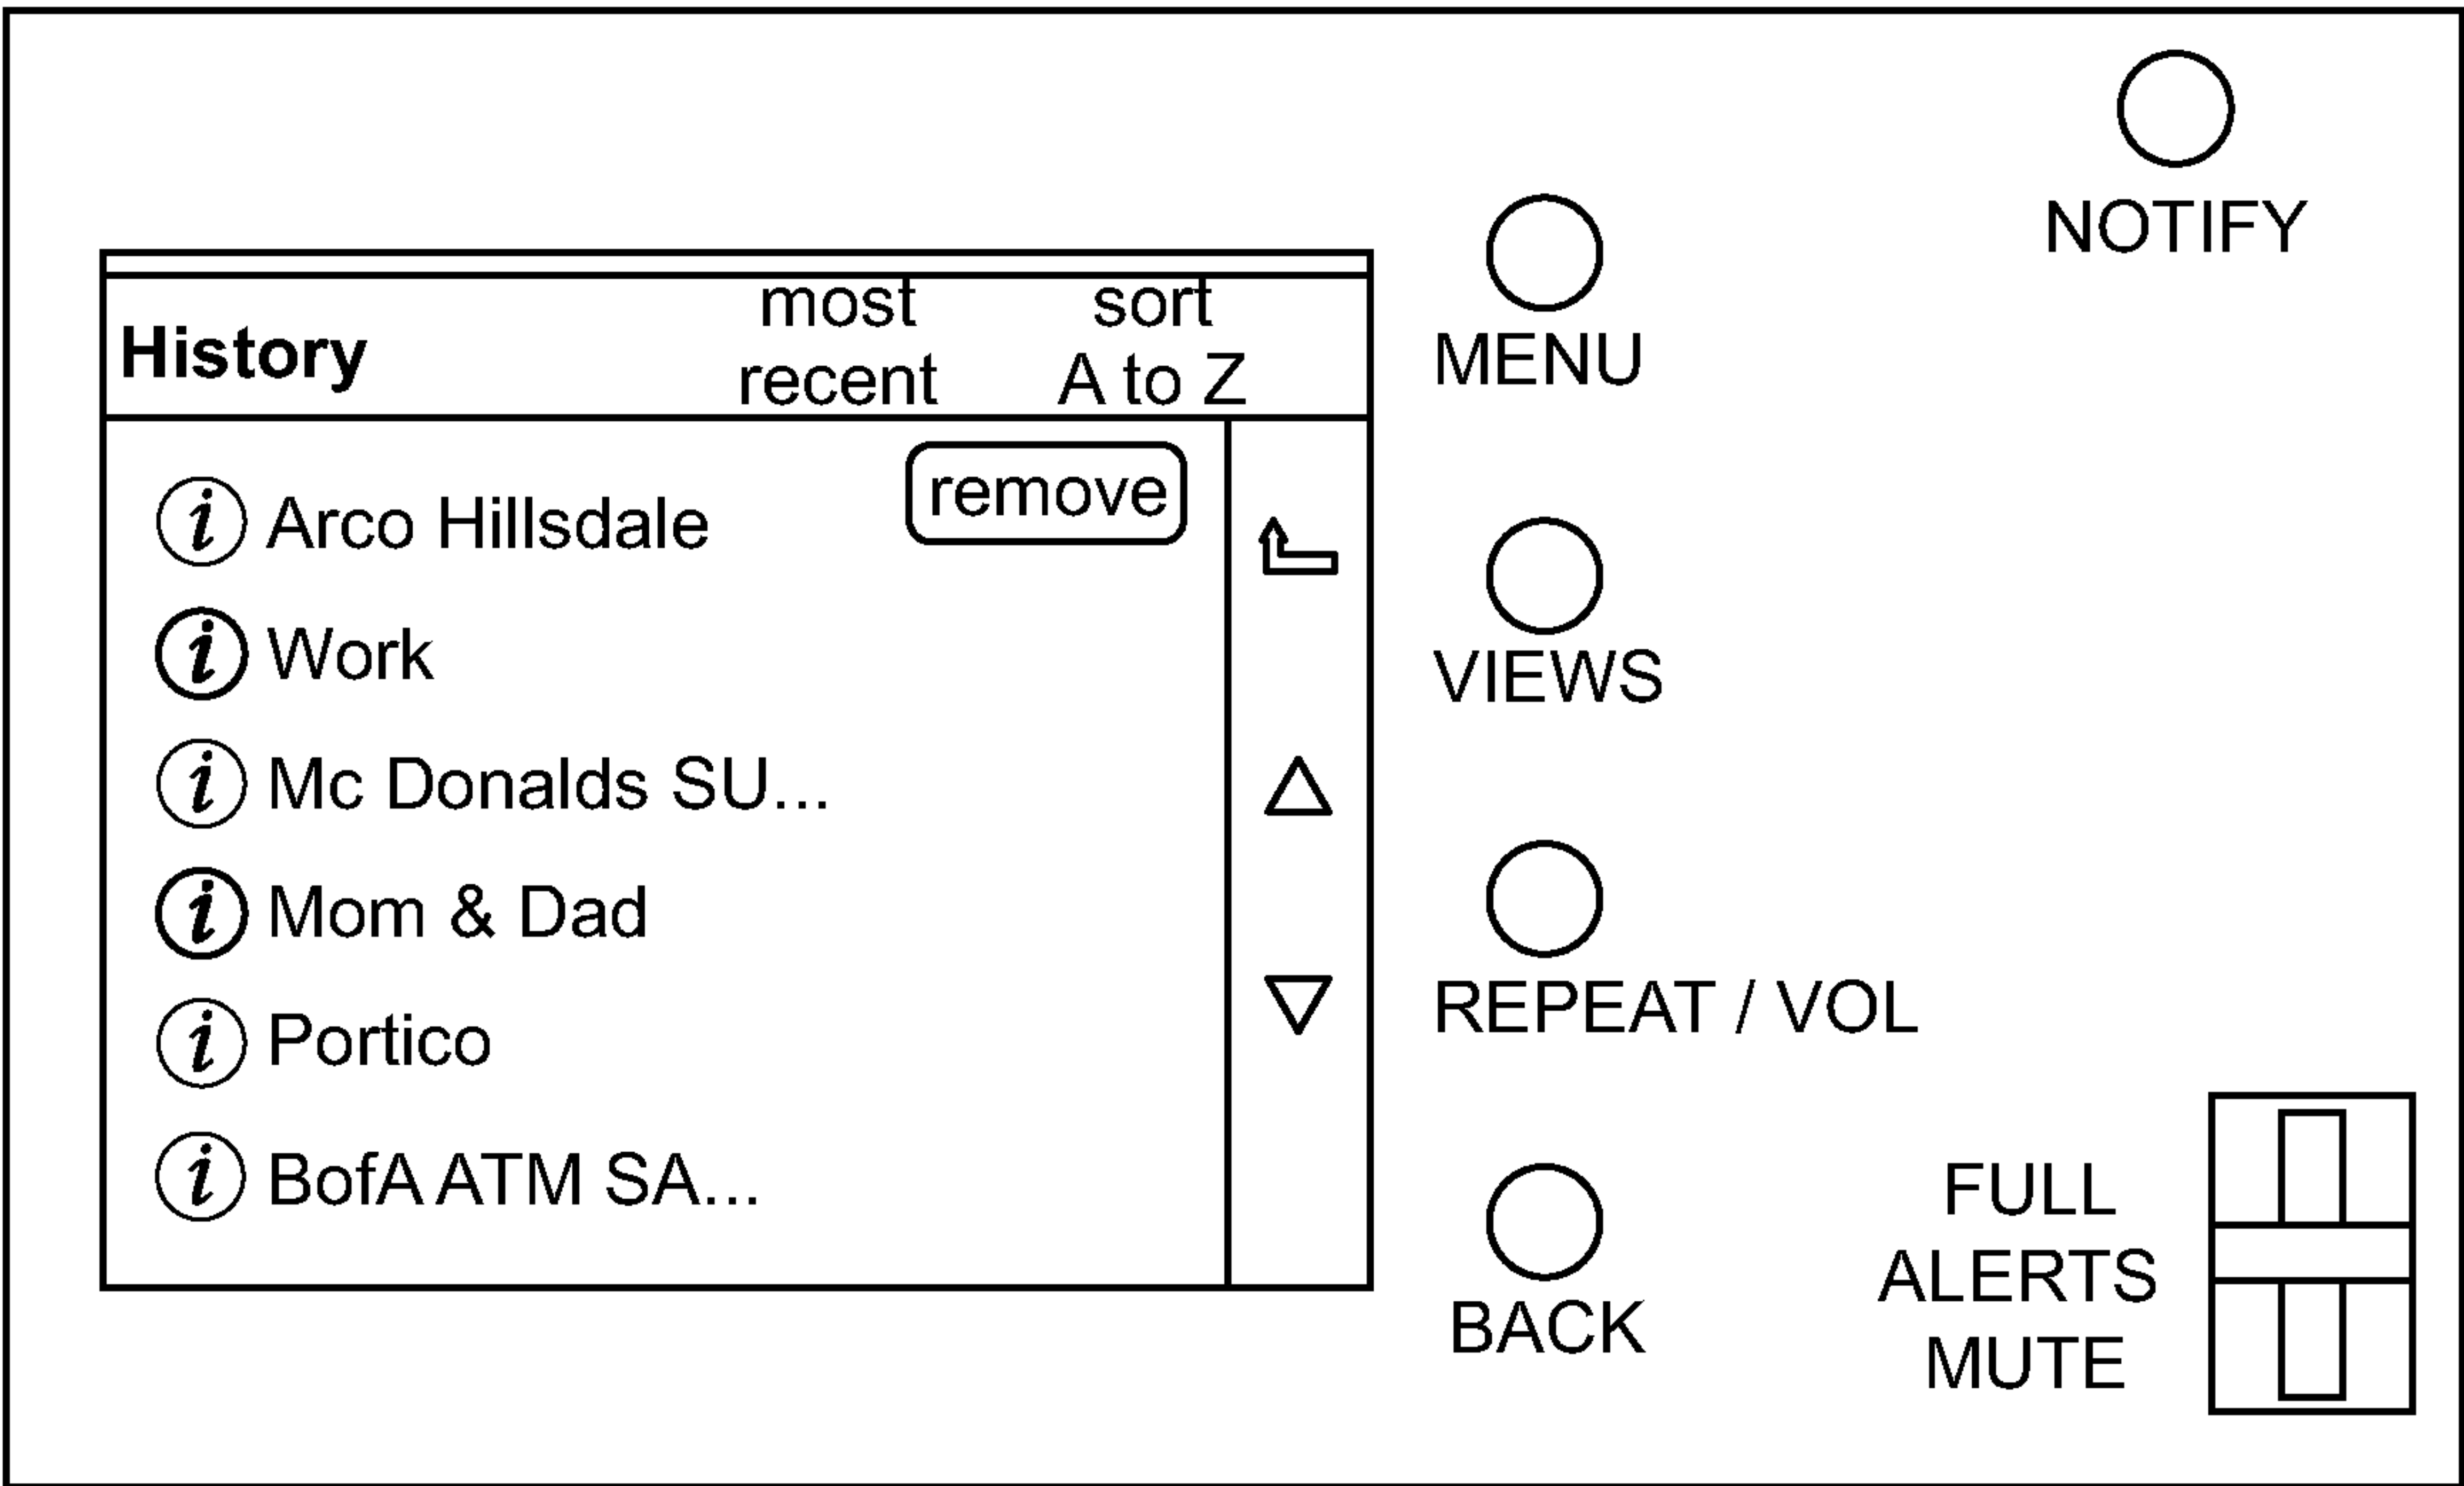 NOTIFY
most sort
History
recent A to Z
MENU
remove
i Arco Hillsdale
i Work
VIEWS
i Mc Donalds SU...
i Mom & Dad
REPEAT / VOL
i Portico
i BofA ATM SA...
BACK
FULL
ALERTS
MUTE